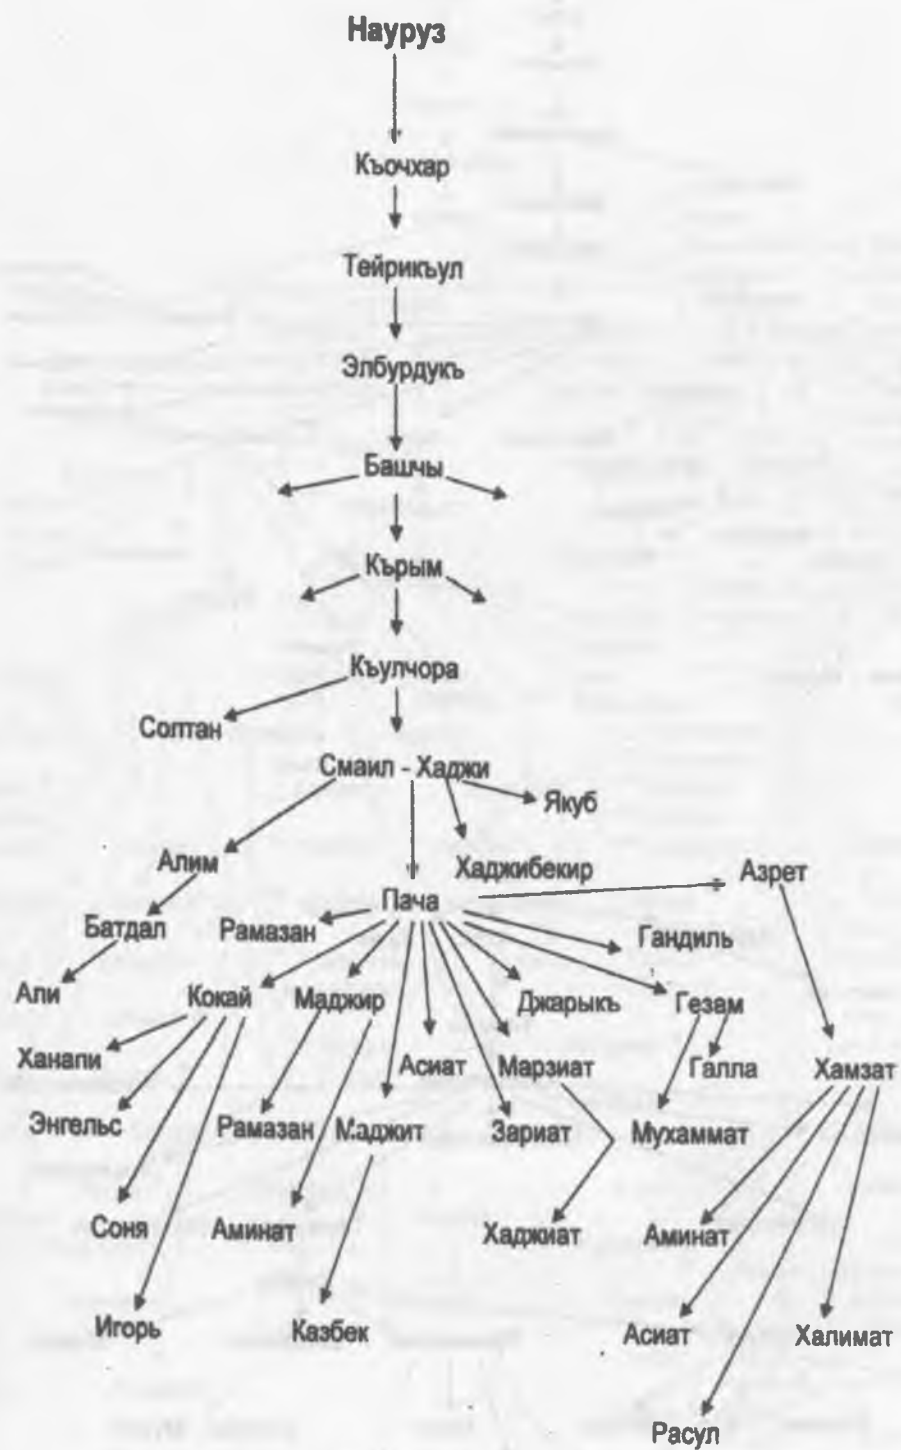 Науруз
Къочхар
Тейрикъул
Элбурдукъ
Башчы
Кърым
Къулчора
Солтан
Смаил - Хаджи
Якуб
Алим
Хаджибекир
Азрет
Пача
Батдал
Рамазан
Гандиль
Али
Кокай
Маджир
Джарыкъ
Гезам
Ханапи
Асиат
Марзиат
Галла
Хамзат
Энгельс
Рамазан
Маджит
Зариат
Мухаммат
Соня
Аминат
Хаджиат
Аминат
Игорь
Казбек
Асиат
Халимат
Расул